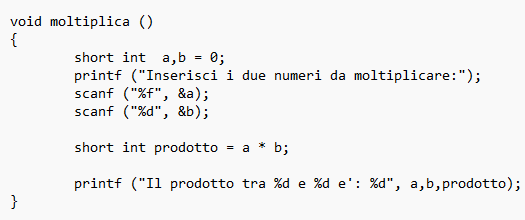 void moltiplica ()
{
short int  a,b = 0;
printf ("Inserisci i due numeri da moltiplicare:");
scanf ("%f", &a);
scanf ("%d", &b);
short int prodotto = a * b;
printf ("Il prodotto tra %d e %d e': %d", a,b,prodotto);
}